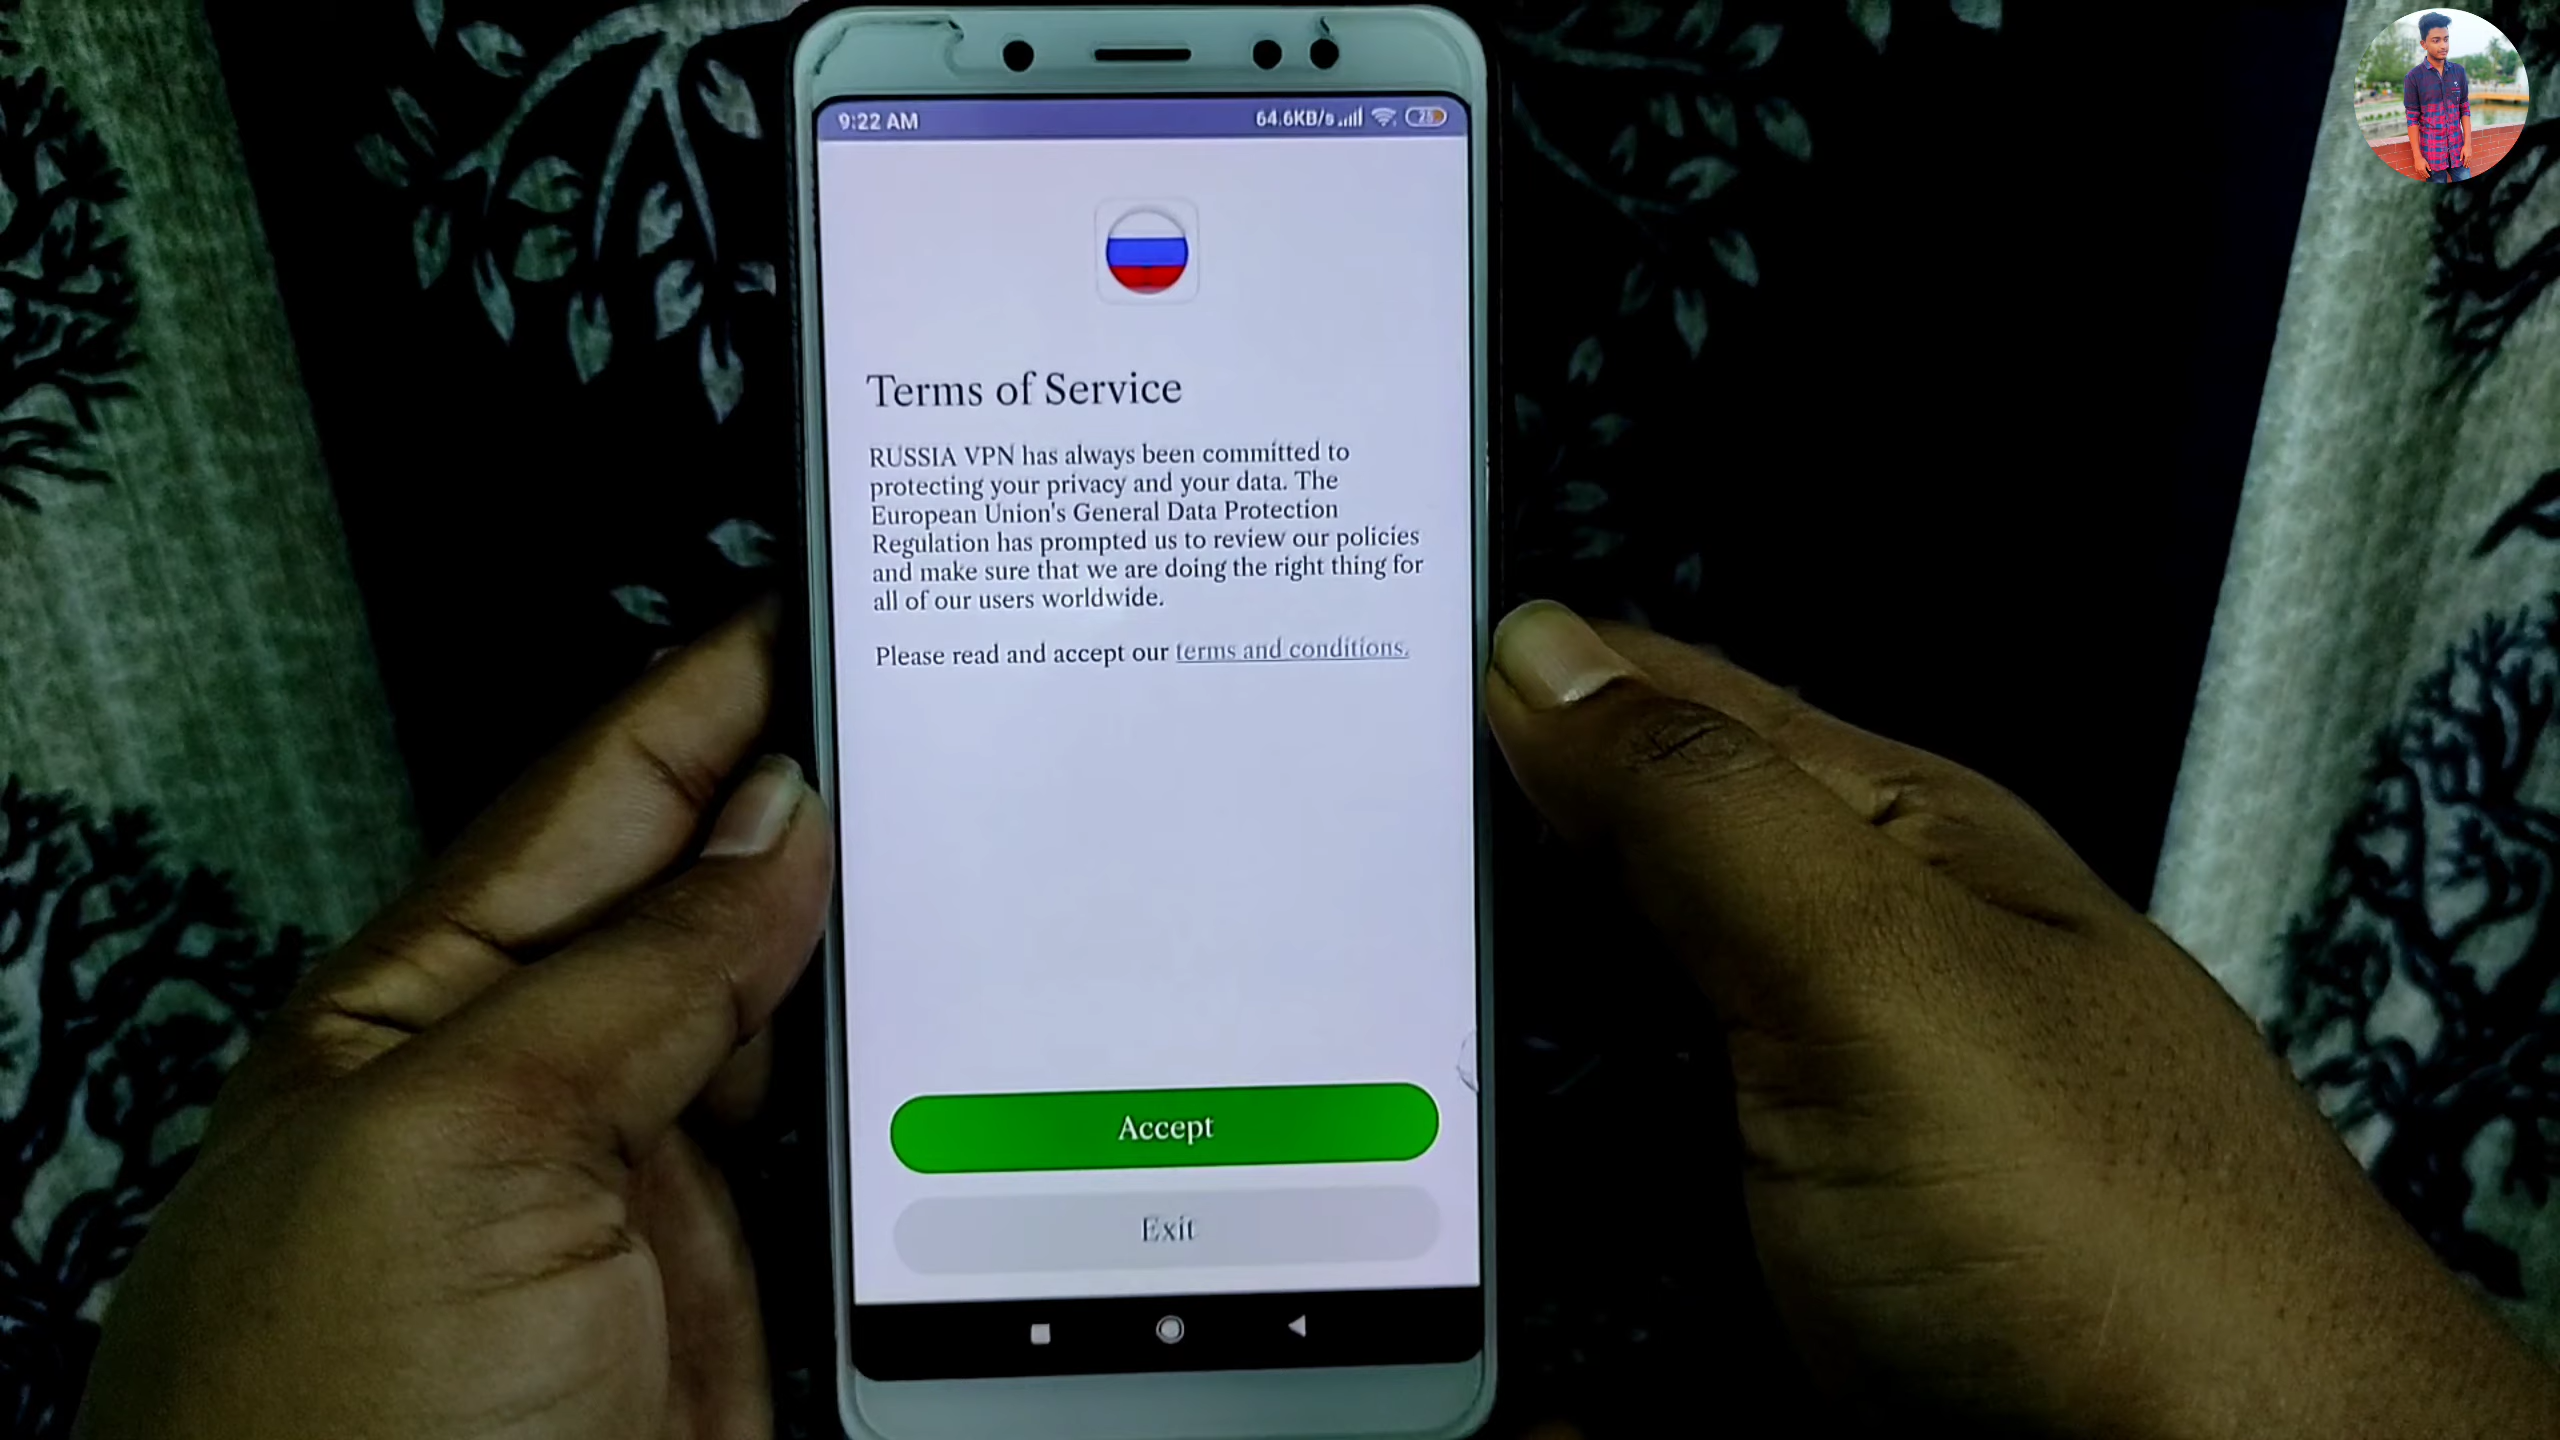 9:22 AM 64.6KB/s
Terms of Service
RUSSIA VPN has always been committed to
protecting your privacy and your data. The
European Union's General Data Protection
Regulation has prompted us to review our policies
and make sure that we are doing the right thing for
all of our users worldwide.
Please read and accept our terms and conditions.
Accept
Exit